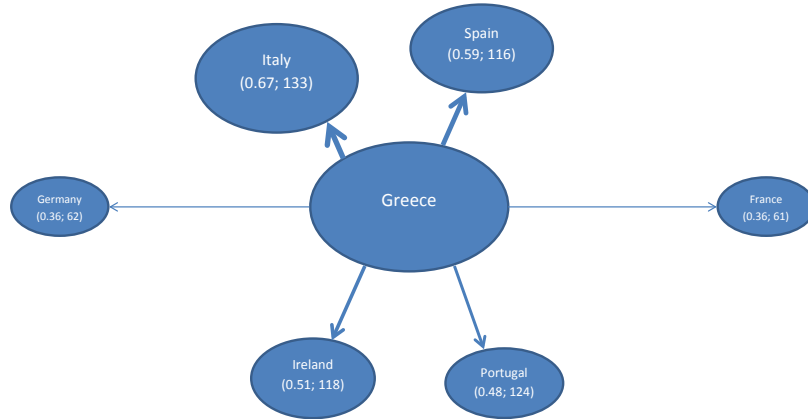 Spain
(0.59; 116)
Italy
(0.67; 133)
Germany
(0.36; 62)
Greece
France
(0.36; 61)
Ireland
(0.51; 118)
Portugal
(0.48; 124)